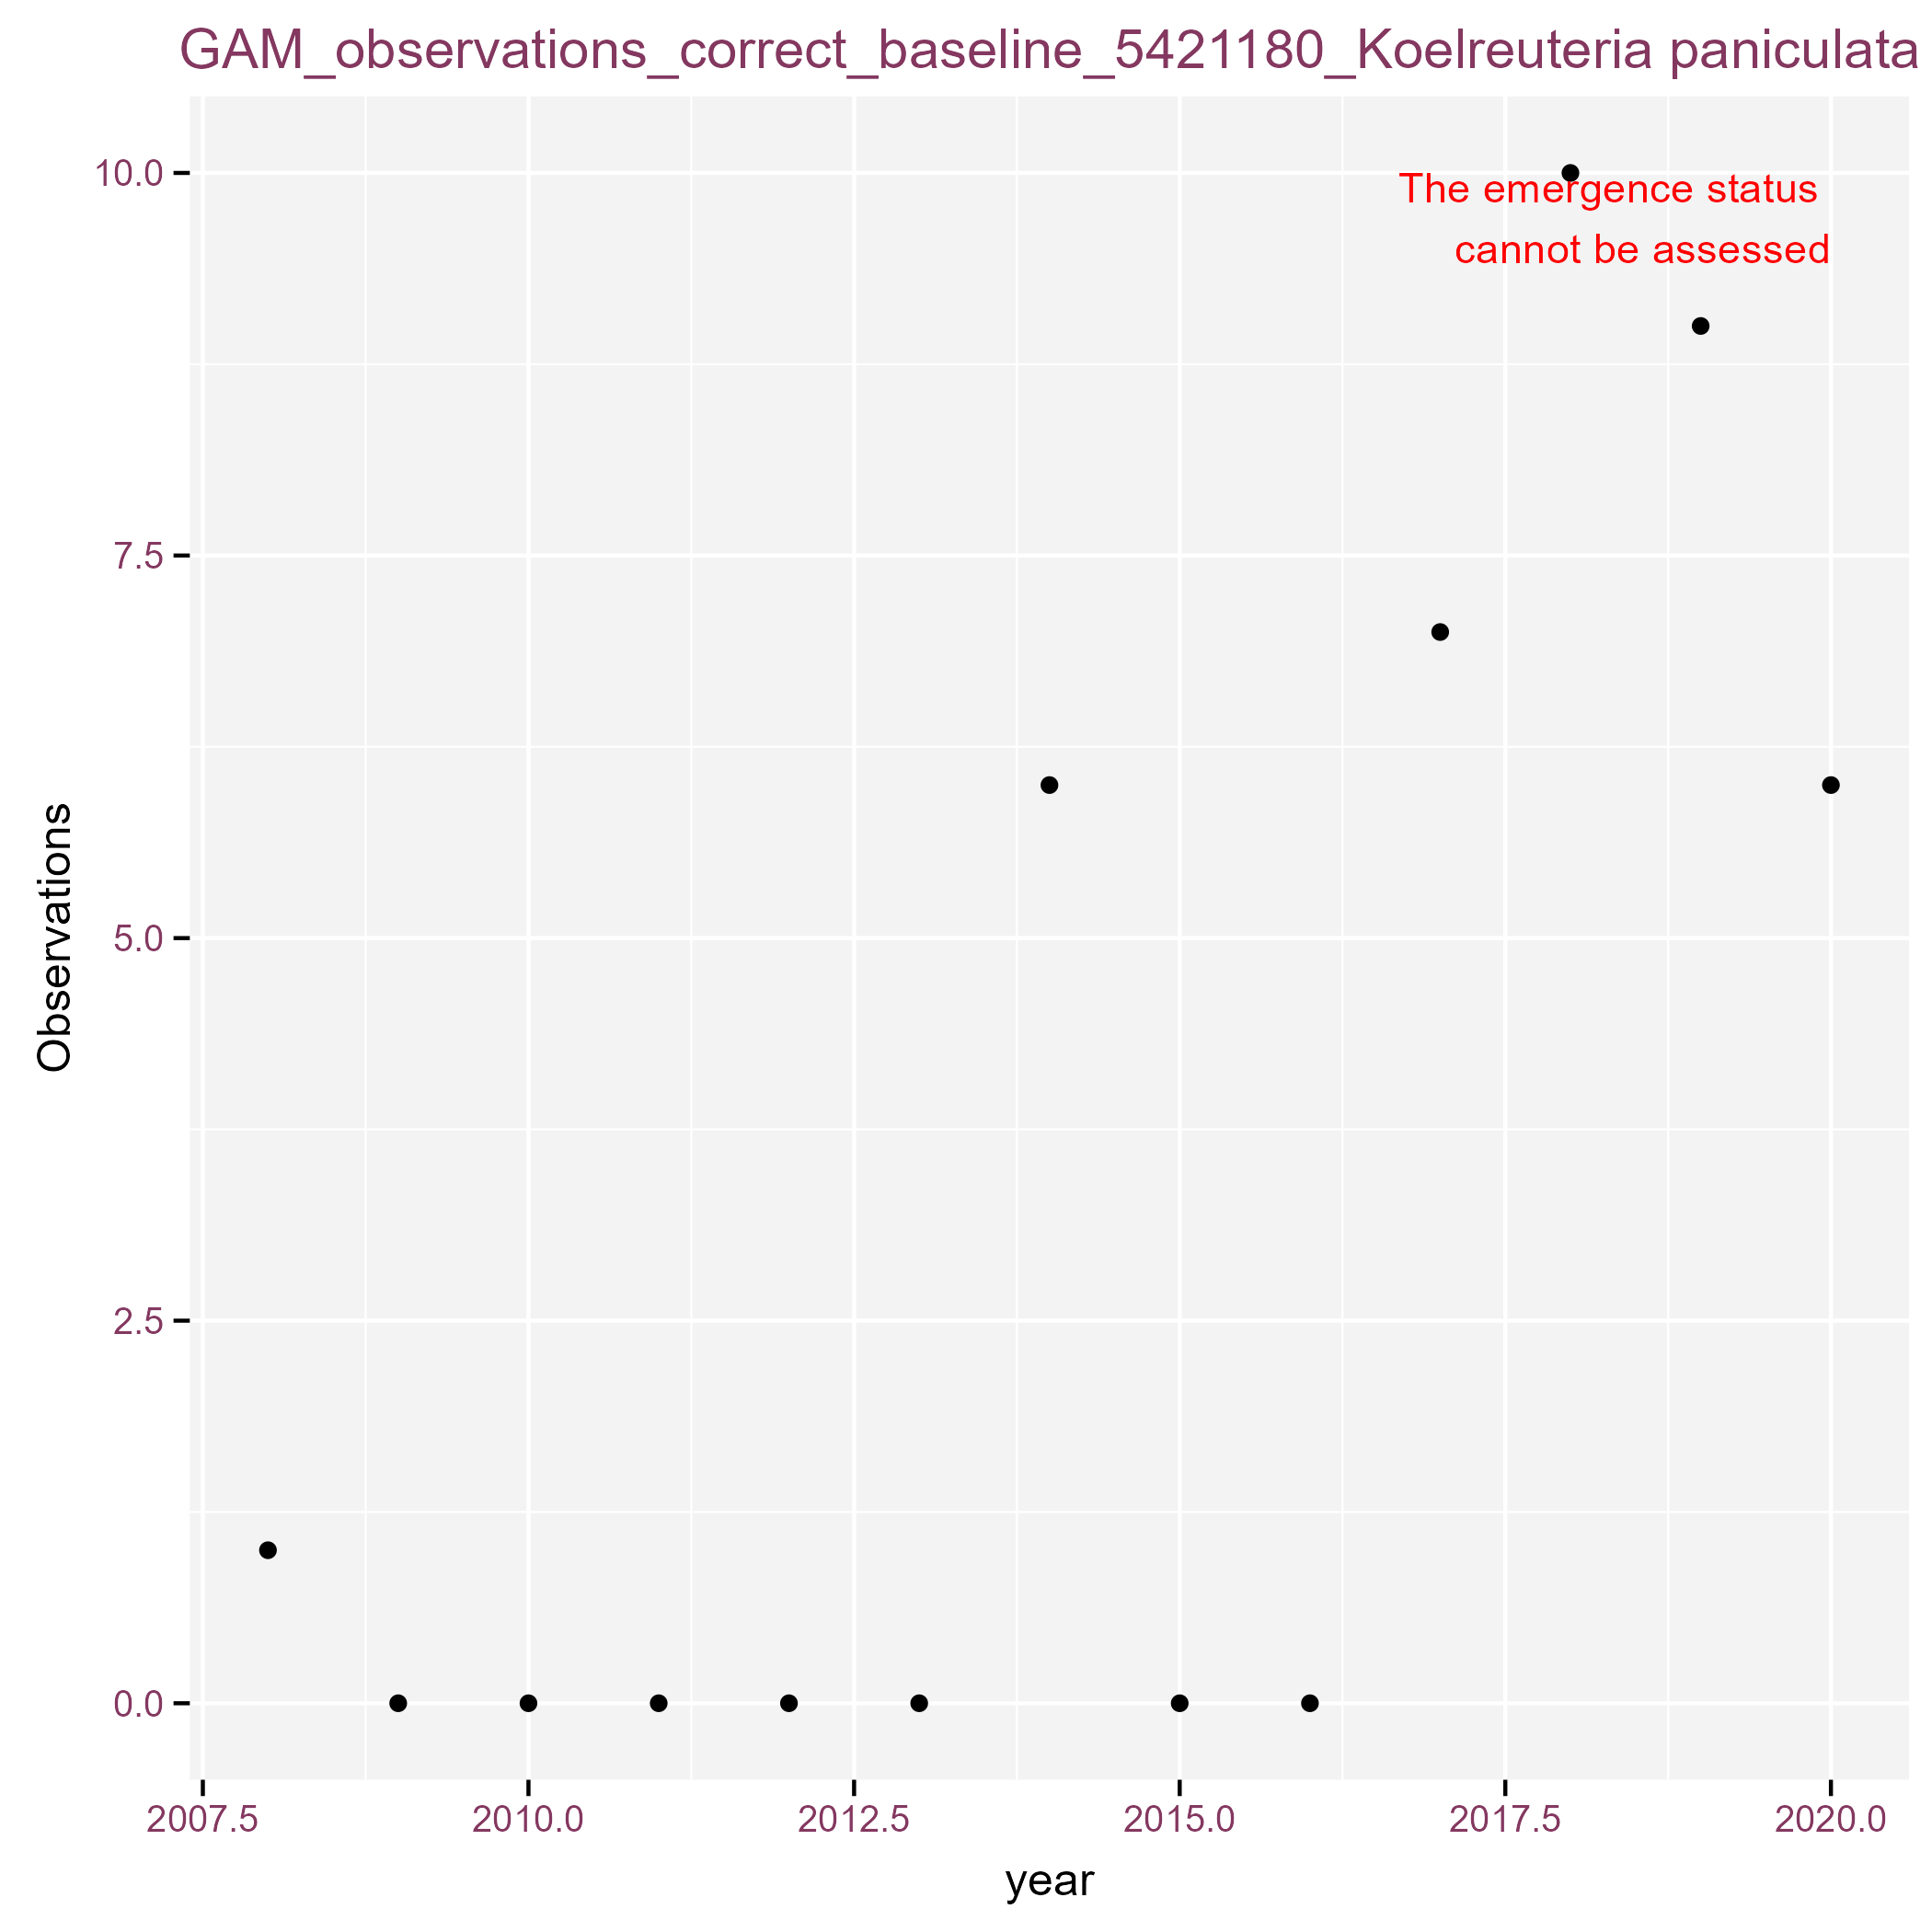 GAM_observations_correct_baseline_5421180_Koelreuteria paniculata
10.0
The emergence status
cannot be assessed
7.5
Observations
5.0
2.5
0.0
2007.5 2010.0 2012.5 2015.0 2017.5 2020.0
year